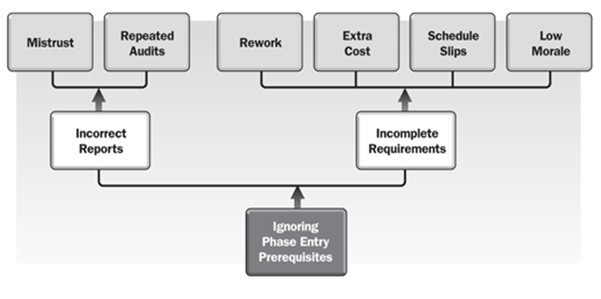 Mistrust
Repeated
Audits
Rework
Extra
Cost
Schedule
Slips
Low
Morale
Incorrect
Reports
Incomplete
Requirements
Ignoring
Phase Entry
Prerequisites